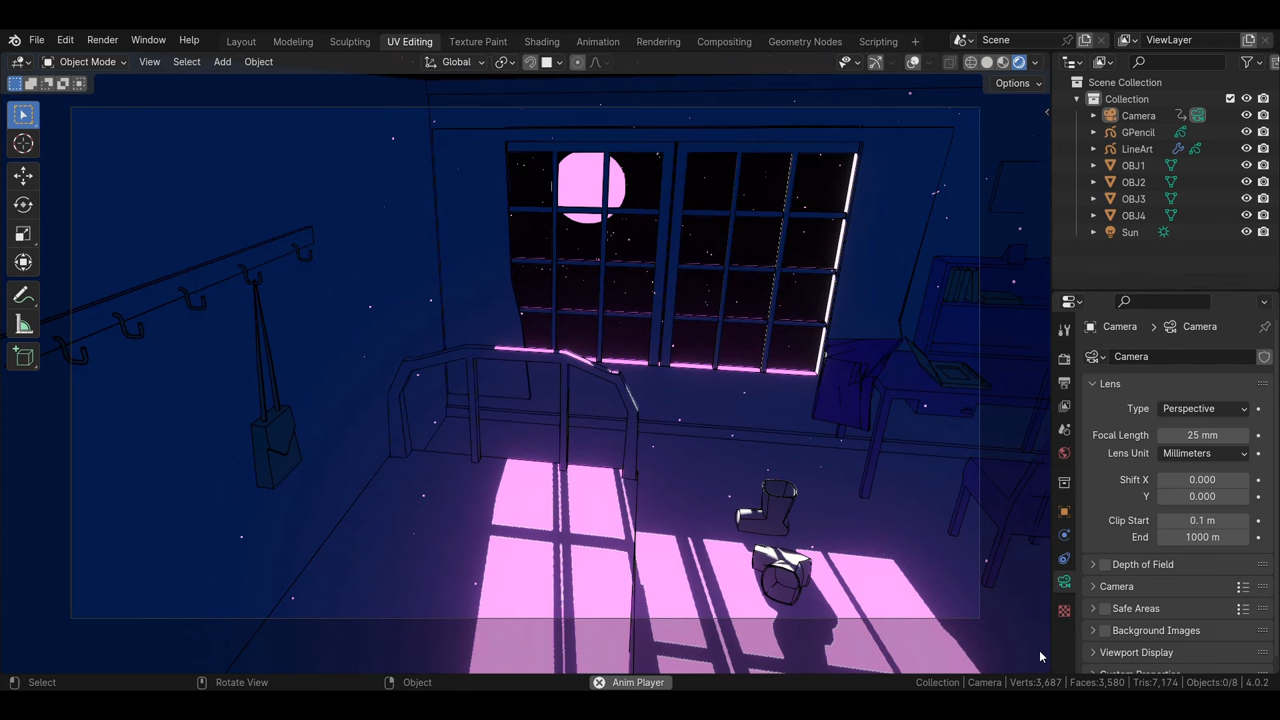 File Edit Render Window Help Layout Modeling Sculpting UV Editing Texture Paint Shading Animation Rendering Compositing Geometry Nodes Scripting + Scene ViewLayer
Object Mode View Select Add Object Global
Options
Scene Collection
Collection
Camera
GPencil
LineArt
OBJ1
OBJ2
OBJ3
OBJ4
Sun
Camera > Camera
Camera
Lens
Type Perspective
Focal Length 25 mm
Lens Unit Millimeters
Shift X 0.000
Y 0.000
Clip Start 0.1 m
End 1000 m
Depth of Field
Camera
Safe Areas
Background Images
Viewport Display
Select Rotate View Object Anim Player Collection | Camera | Verts:3,687 | Faces:3,580 | Tris:7,174 | Objects:0/8 | 4.0.2